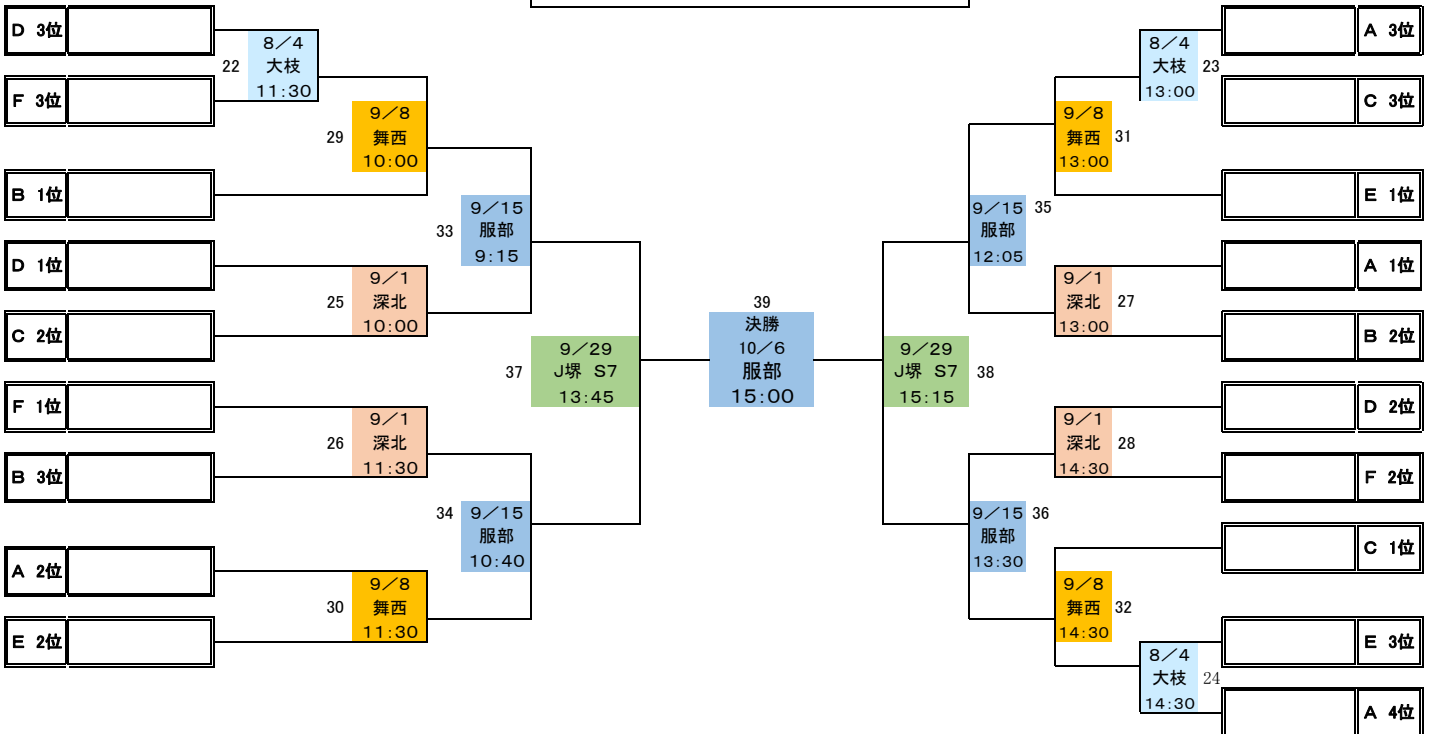 D 3位
22
8/4
大枝
11:30
F 3位
29
9/8
舞西
10:00
B 1位
33
9/15
服部
9:15
D 1位
25
9/1
深北
10:00
C 2位
37
9/29
J堺 S7
13:45
F 1位
26
9/1
深北
11:30
B 3位
34
9/15
服部
10:40
A 2位
30
9/8
舞西
11:30
E 2位
39
決勝
10/6
服部
15:00
A 3位
8/4
大枝
13:00
23
C 3位
9/8
舞西
13:00
31
E 1位
9/15
服部
12:05
35
A 1位
9/1
深北
13:00
27
B 2位
9/29
J堺 S7
15:15
38
D 2位
9/1
深北
14:30
28
F 2位
9/15
服部
13:30
36
C 1位
9/8
舞西
14:30
32
E 3位
8/4
大枝
14:30
24
A 4位